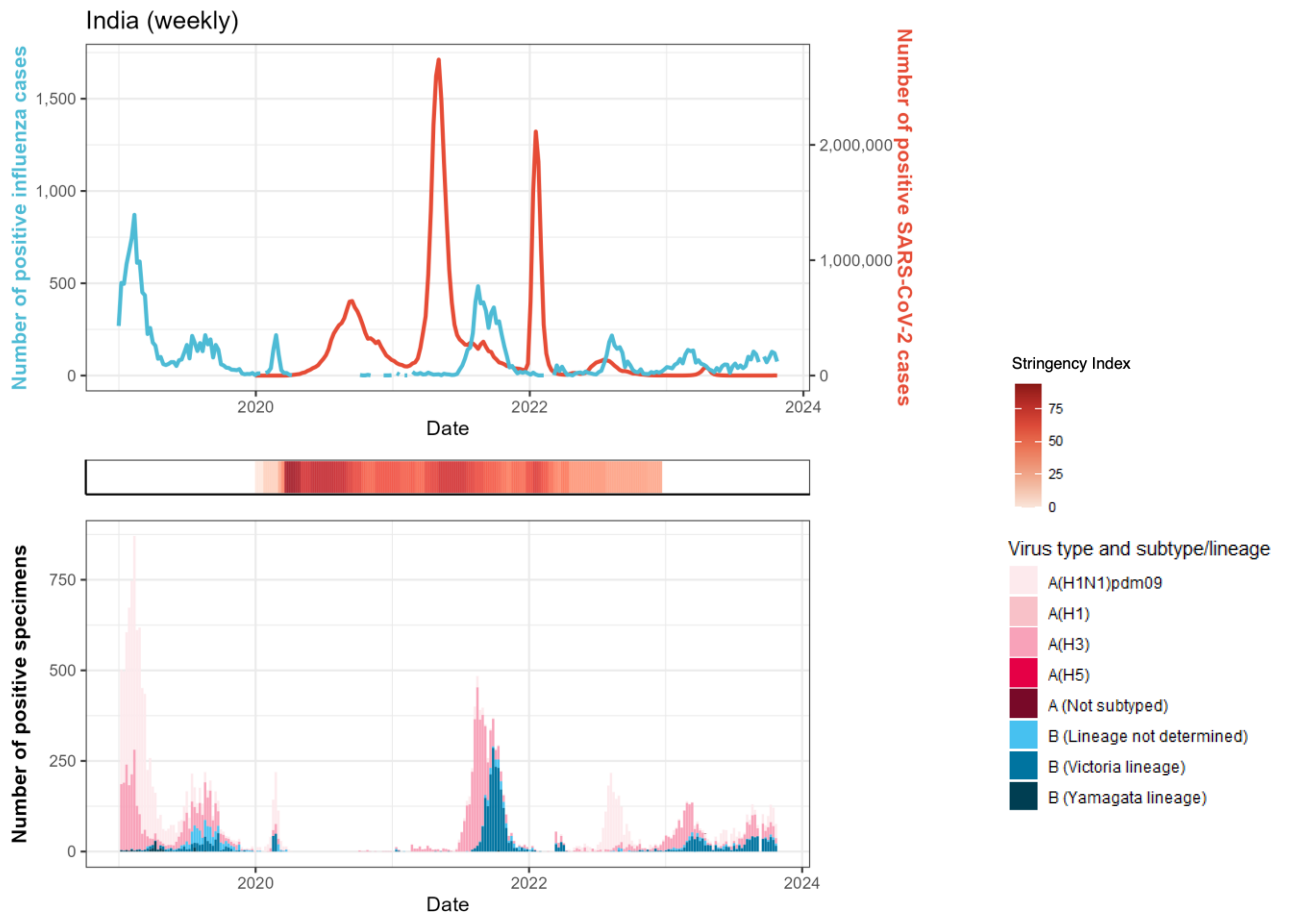 India (weekly)
Number of positive influenza cases
1,500
1,000
500
0
2,000,000
1,000,000
0
Number of positive SARS-CoV-2 cases
2020
2022
2024
Date
Number of positive specimens
750
500
250
0
2020
2022
2024
Date
Stringency Index
75
50
25
0
Virus type and subtype/lineage
A(H1N1)pdm09
A(H1)
A(H3)
A(H5)
A (Not subtyped)
B (Lineage not determined)
B (Victoria lineage)
B (Yamagata lineage)